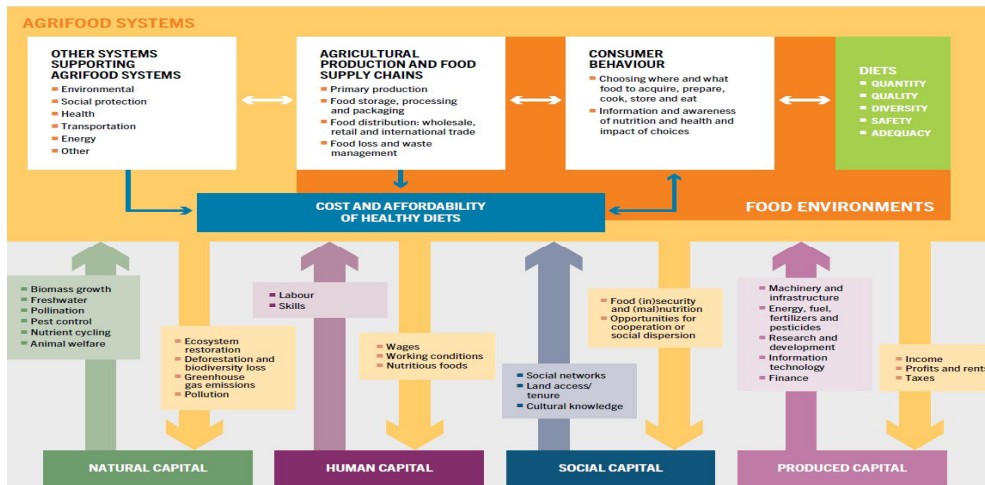 AGRIFOOD SYSTEMS
OTHER SYSTEMS
SUPPORTING
AGRIFOOD SYSTEMS
Environmental
Social protection
Health
Transportation
Energy
Other
AGRICULTURAL
PRODUCTION AND FOOD
SUPPLY CHAINS
Primary production
Food storage, processing
and packaging
Food distribution: wholesale,
retail and international trade
Food loss and waste
management
CONSUMER
BEHAVIOUR
Choosing where and what
food to acquire, prepare,
cook, store and eat
Information and awareness
of nutrition and health and
impact of choices
DIETS
QUANTITY
QUALITY
DIVERSITY
SAFETY
ADEQUACY
COST AND AFFORDABILITY
OF HEALTHY DIETS
FOOD ENVIRONMENTS
Biomass growth
Freshwater
Pollination
Pest control
Nutrient cycling
Animal welfare
Ecosystem
restoration
Deforestation and
biodiversity loss
Greenhouse
gas emissions
Pollution
Labour
Skills
Wages
Working conditions
Nutritious foods
Social networks
Land access/
tenure
Cultural knowledge
Food (in)security
and (mal)nutrition
Opportunities for
cooperation or
social dispersion
Machinery and
infrastructure
Energy, fuel,
fertilizers and
pesticides
Research and
development
Information
technology
Finance
Income
Profits and rents
Taxes
NATURAL CAPITAL
HUMAN CAPITAL
SOCIAL CAPITAL
PRODUCED CAPITAL